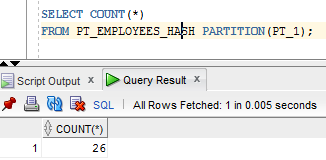 SELECT COUNT(*)
FROM PT_EMPLOYEES_HASH PARTITION(PT_1);
Script Output x Query Result x
SQL | All Rows Fetched: 1 in 0.005 seconds
COUNT(*)
1 26